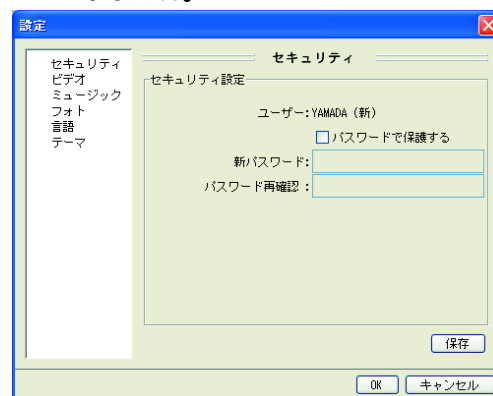 設定
セキュリティ
ビデオ
ミュージック
フォト
言語
テーマ
セキュリティ
セキュリティ設定
ユーザー:YAMADA（新）
パスワードで保護する
新パスワード:
パスワード再確認 :
保存
OK
キャンセル